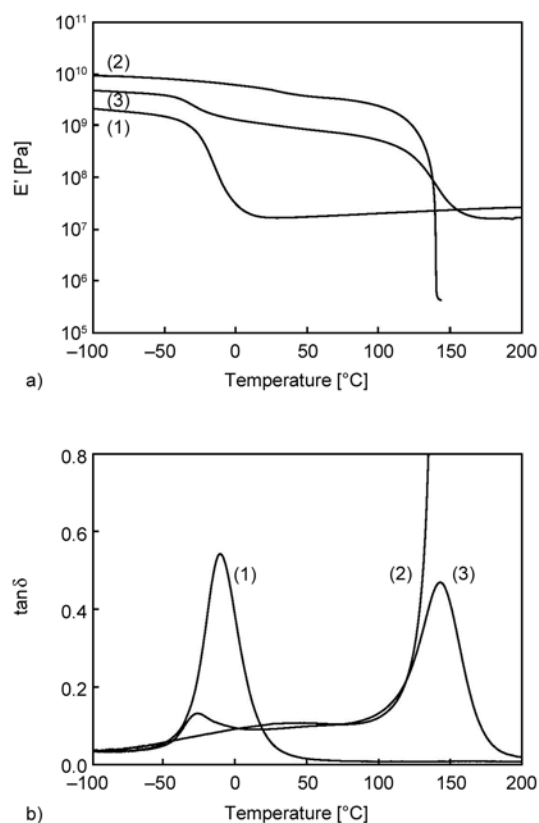 10¹¹
10¹⁰
10⁹
10⁸
10⁷
10⁶
10⁵
E' [Pa]
(2)
(3)
(1)
–100 –50 0 50 100 150 200
Temperature [°C]
a)
0.8
0.6
0.4
0.2
0.0
tanδ
(1)
(2)
(3)
–100 –50 0 50 100 150 200
Temperature [°C]
b)